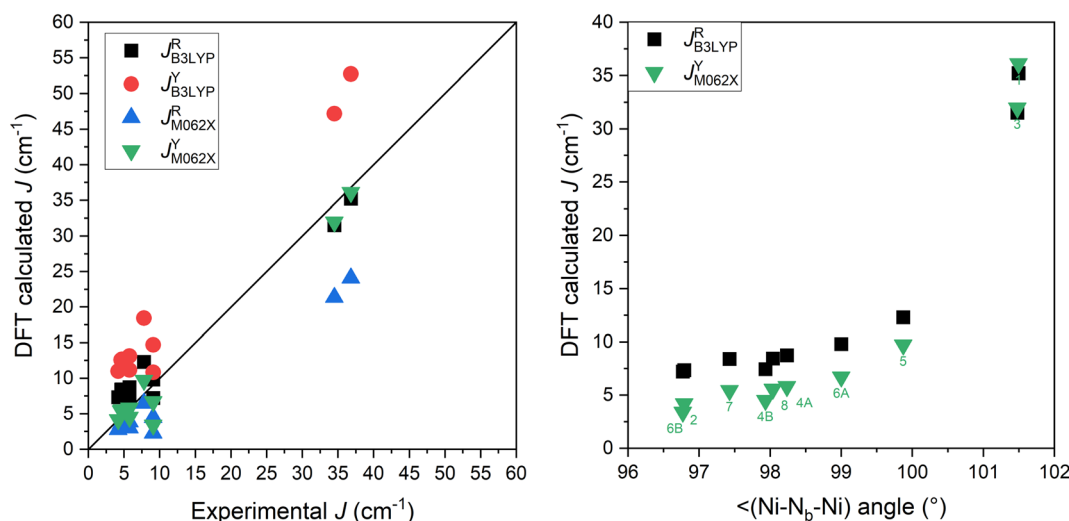 60
55
50
45
40
35
30
25
20
15
10
5
0
DFT calculated J (cm⁻¹)
J^R_B3LYP
J^Y_B3LYP
J^R_M062X
J^Y_M062X
0 5 10 15 20 25 30 35 40 45 50 55 60
Experimental J (cm⁻¹)
40
35
30
25
20
15
10
5
0
DFT calculated J (cm⁻¹)
J^R_B3LYP
J^Y_M062X
1
3
5
6A
7
4B
8
4A
6B
2
96 97 98 99 100 101 102
<(Ni-N_b-Ni) angle (°)